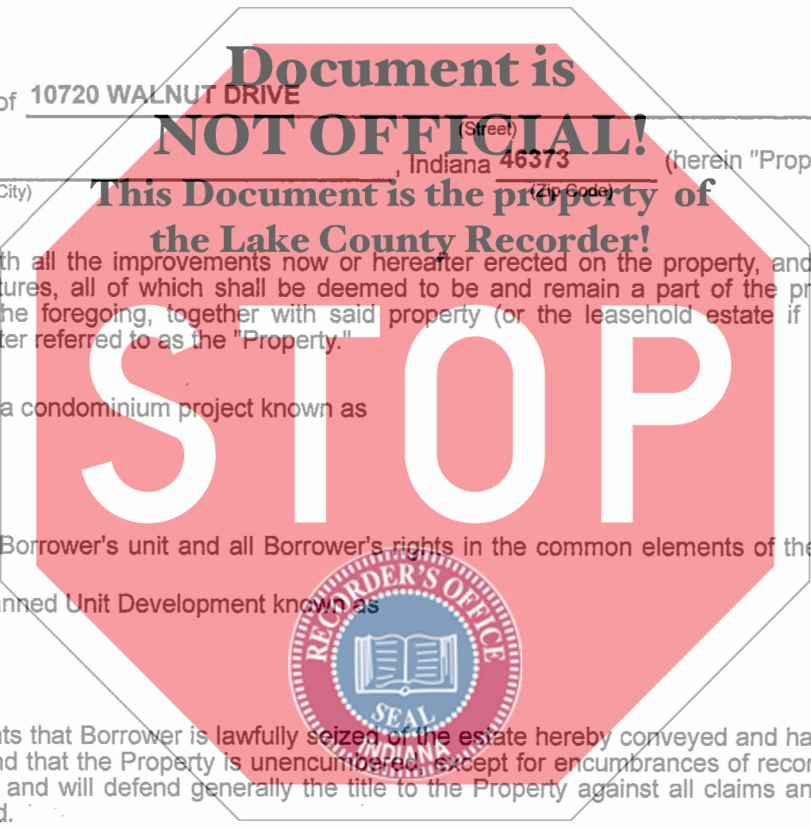 Document is
of 10720 WALNUT DRIVE
NOT OFFICIAL!
(Street)
, Indiana 46373 (herein "Prop
City) (Zip Code)
This Document is the property of
the Lake County Recorder!
th all the improvements now or hereafter erected on the property, and
tures, all of which shall be deemed to be and remain a part of the pr
he foregoing, together with said property (or the leasehold estate if
ter referred to as the "Property."
STOP
a condominium project known as
Borrower's unit and all Borrower's rights in the common elements of the
anned Unit Development known as
RECORDER'S OFFICE
SEAL
INDIANA
nts that Borrower is lawfully seized of the estate hereby conveyed and ha
nd that the Property is unencumbered, except for encumbrances of recor
and will defend generally the title to the Property against all claims an
d.